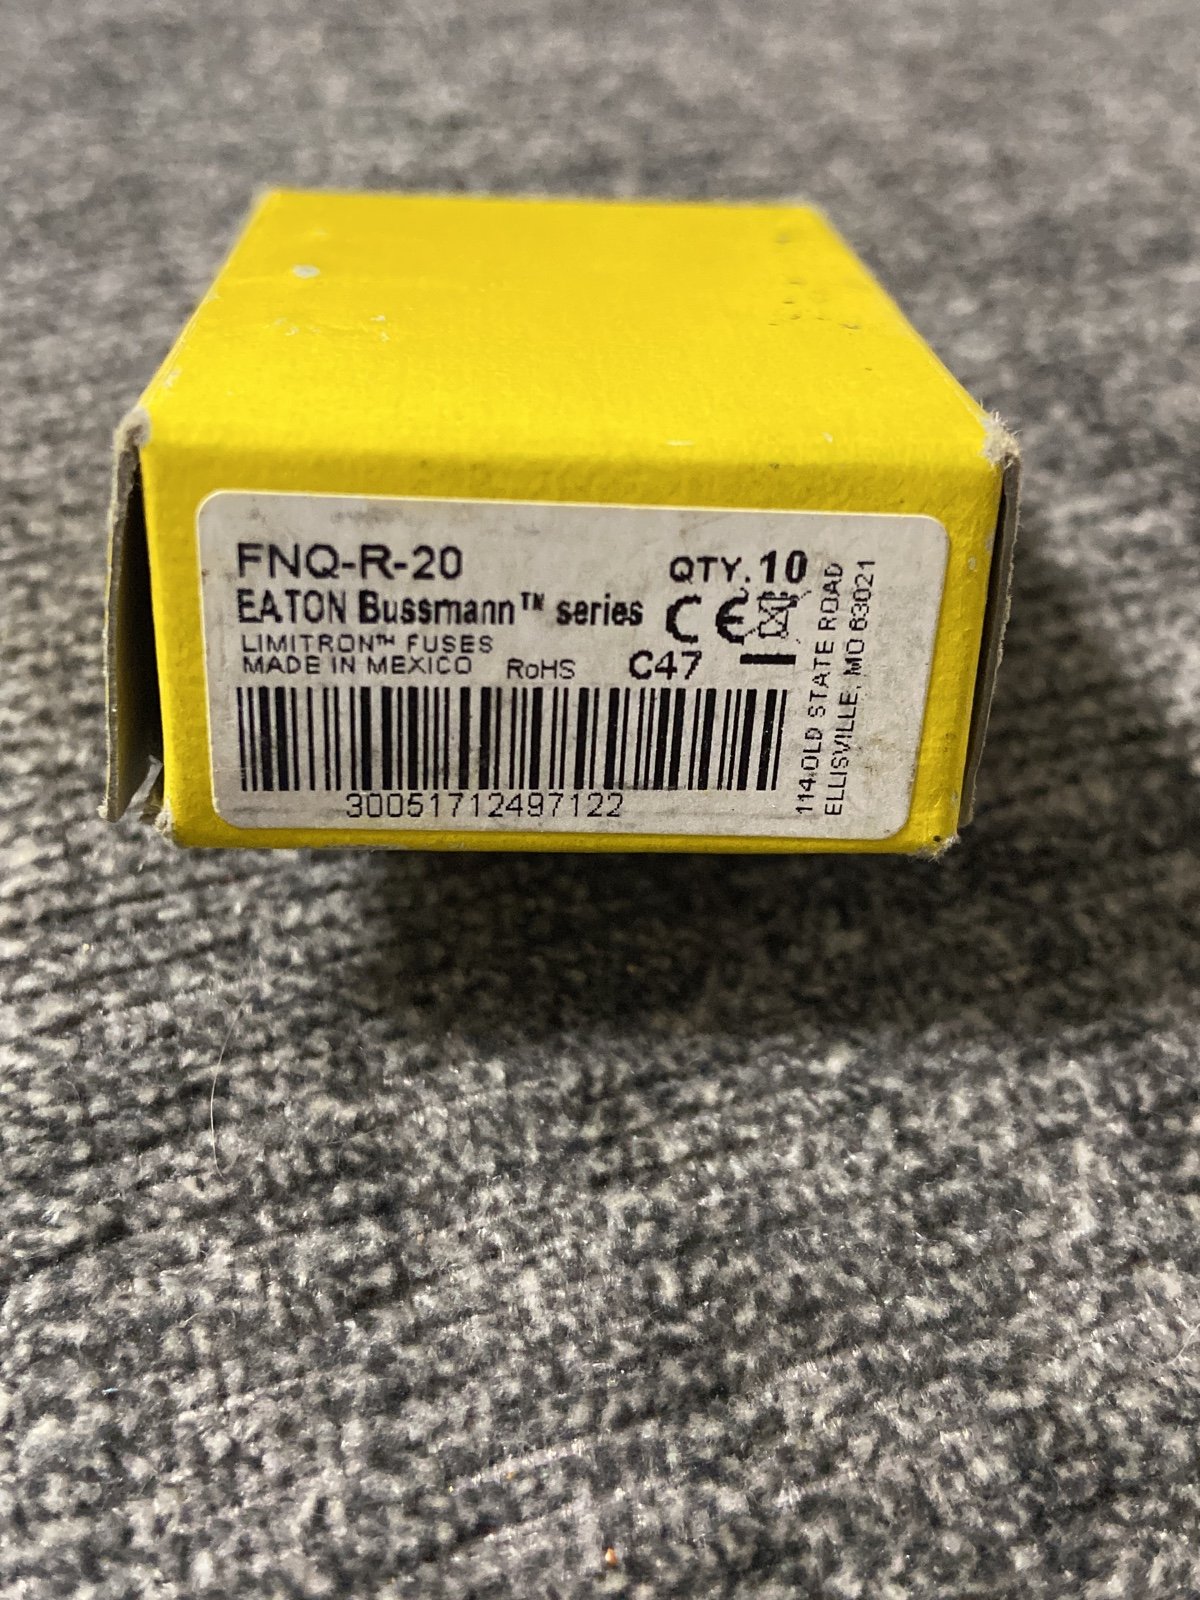 FNQ-R-20
QTY. 10
EATON Bussmann™ series
CE
LIMITRON™ FUSES
MADE IN MEXICO RoHS C47
30051712497122
114 OLD STATE ROAD
ELLISVILLE, MO 63021